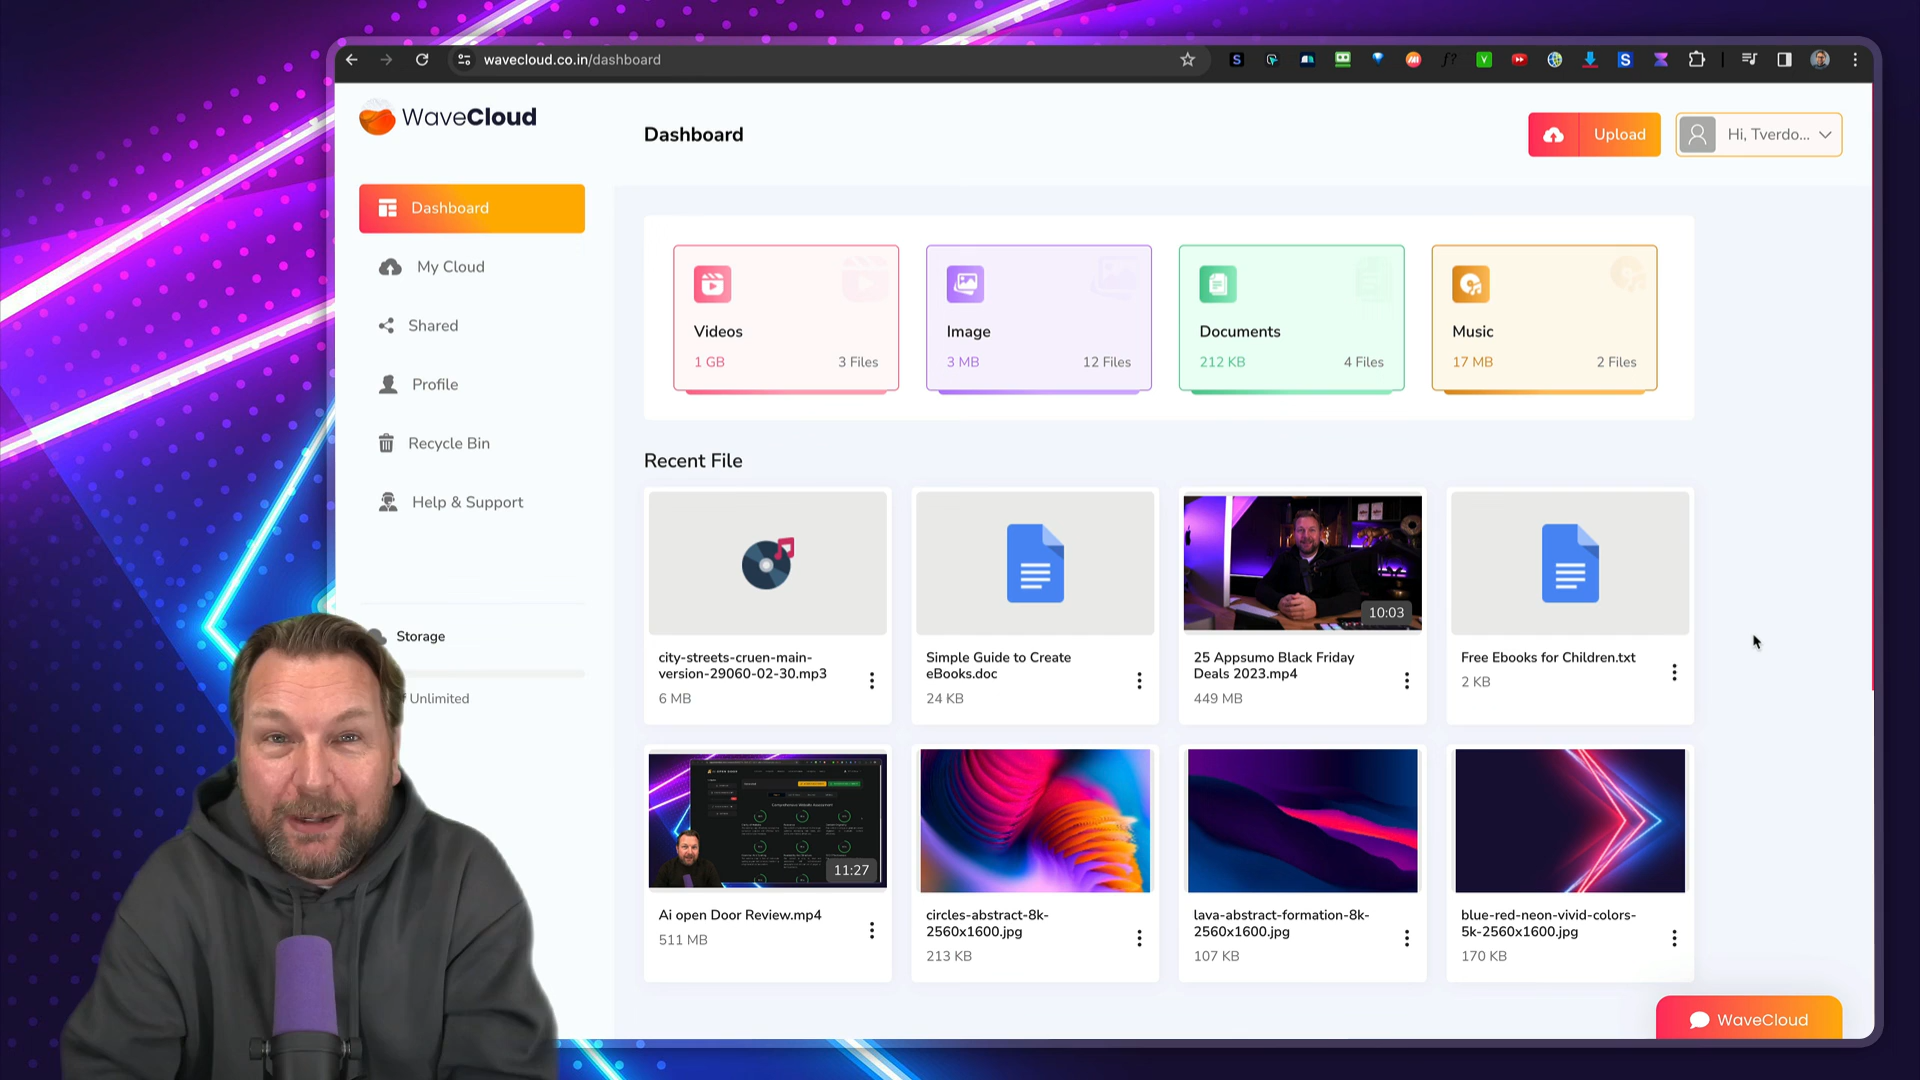 wavecloud.co.in/dashboard
WaveCloud
Dashboard
Upload
Hi, Tverdo...
Dashboard
My Cloud
Shared
Profile
Recycle Bin
Help & Support
Storage
Unlimited
Videos
1 GB
3 Files
Image
3 MB
12 Files
Documents
212 KB
4 Files
Music
17 MB
2 Files
Recent File
city-streets-cruen-main-
version-29060-02-30.mp3
6 MB
Simple Guide to Create
eBooks.doc
24 KB
10:03
25 Appsumo Black Friday
Deals 2023.mp4
449 MB
Free Ebooks for Children.txt
2 KB
11:27
Ai open Door Review.mp4
511 MB
circles-abstract-8k-
2560x1600.jpg
213 KB
lava-abstract-formation-8k-
2560x1600.jpg
107 KB
blue-red-neon-vivid-colors-
5k-2560x1600.jpg
170 KB
WaveCloud